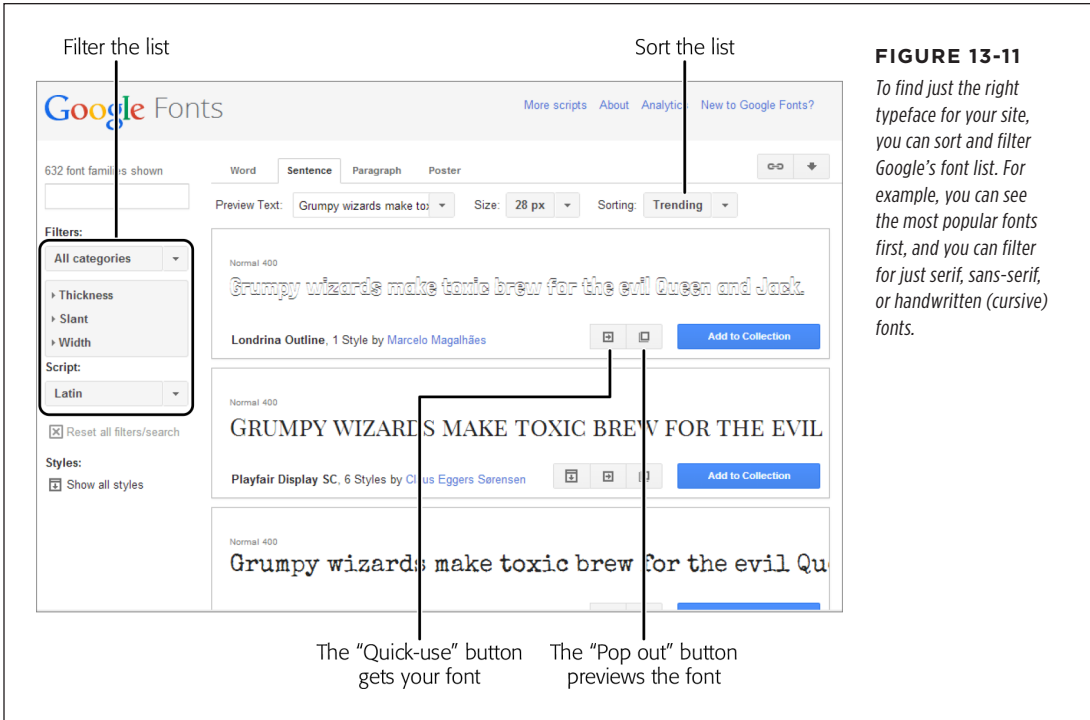 Filter the list
Sort the list
Google Fonts
More scripts About Analytics New to Google Fonts?
632 font families shown
Word Sentence Paragraph Poster
Preview Text: Grumpy wizards make tox Size: 28 px Sorting: Trending
Filters:
All categories
Thickness
Slant
Width
Script:
Latin
Reset all filters/search
Styles:
Show all styles
Normal 400
Grumpy wizards make toxic brew for the evil Queen and Jack.
Londrina Outline, 1 Style by Marcelo Magalhães
Add to Collection
Normal 400
GRUMPY WIZARDS MAKE TOXIC BREW FOR THE EVIL
Playfair Display SC, 6 Styles by Claus Eggers Sørensen
Add to Collection
Normal 400
Grumpy wizards make toxic brew for the evil Qu
The “Quick-use” button
gets your font
The “Pop out” button
previews the font
FIGURE 13-11
To find just the right
typeface for your site,
you can sort and filter
Google’s font list. For
example, you can see
the most popular fonts
first, and you can filter
for just serif, sans-serif,
or handwritten (cursive)
fonts.